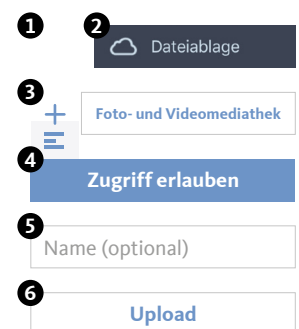 1 2
Dateiablage
3
Foto- und Videomediathek
4
Zugriff erlauben
5
Name (optional)
6
Upload